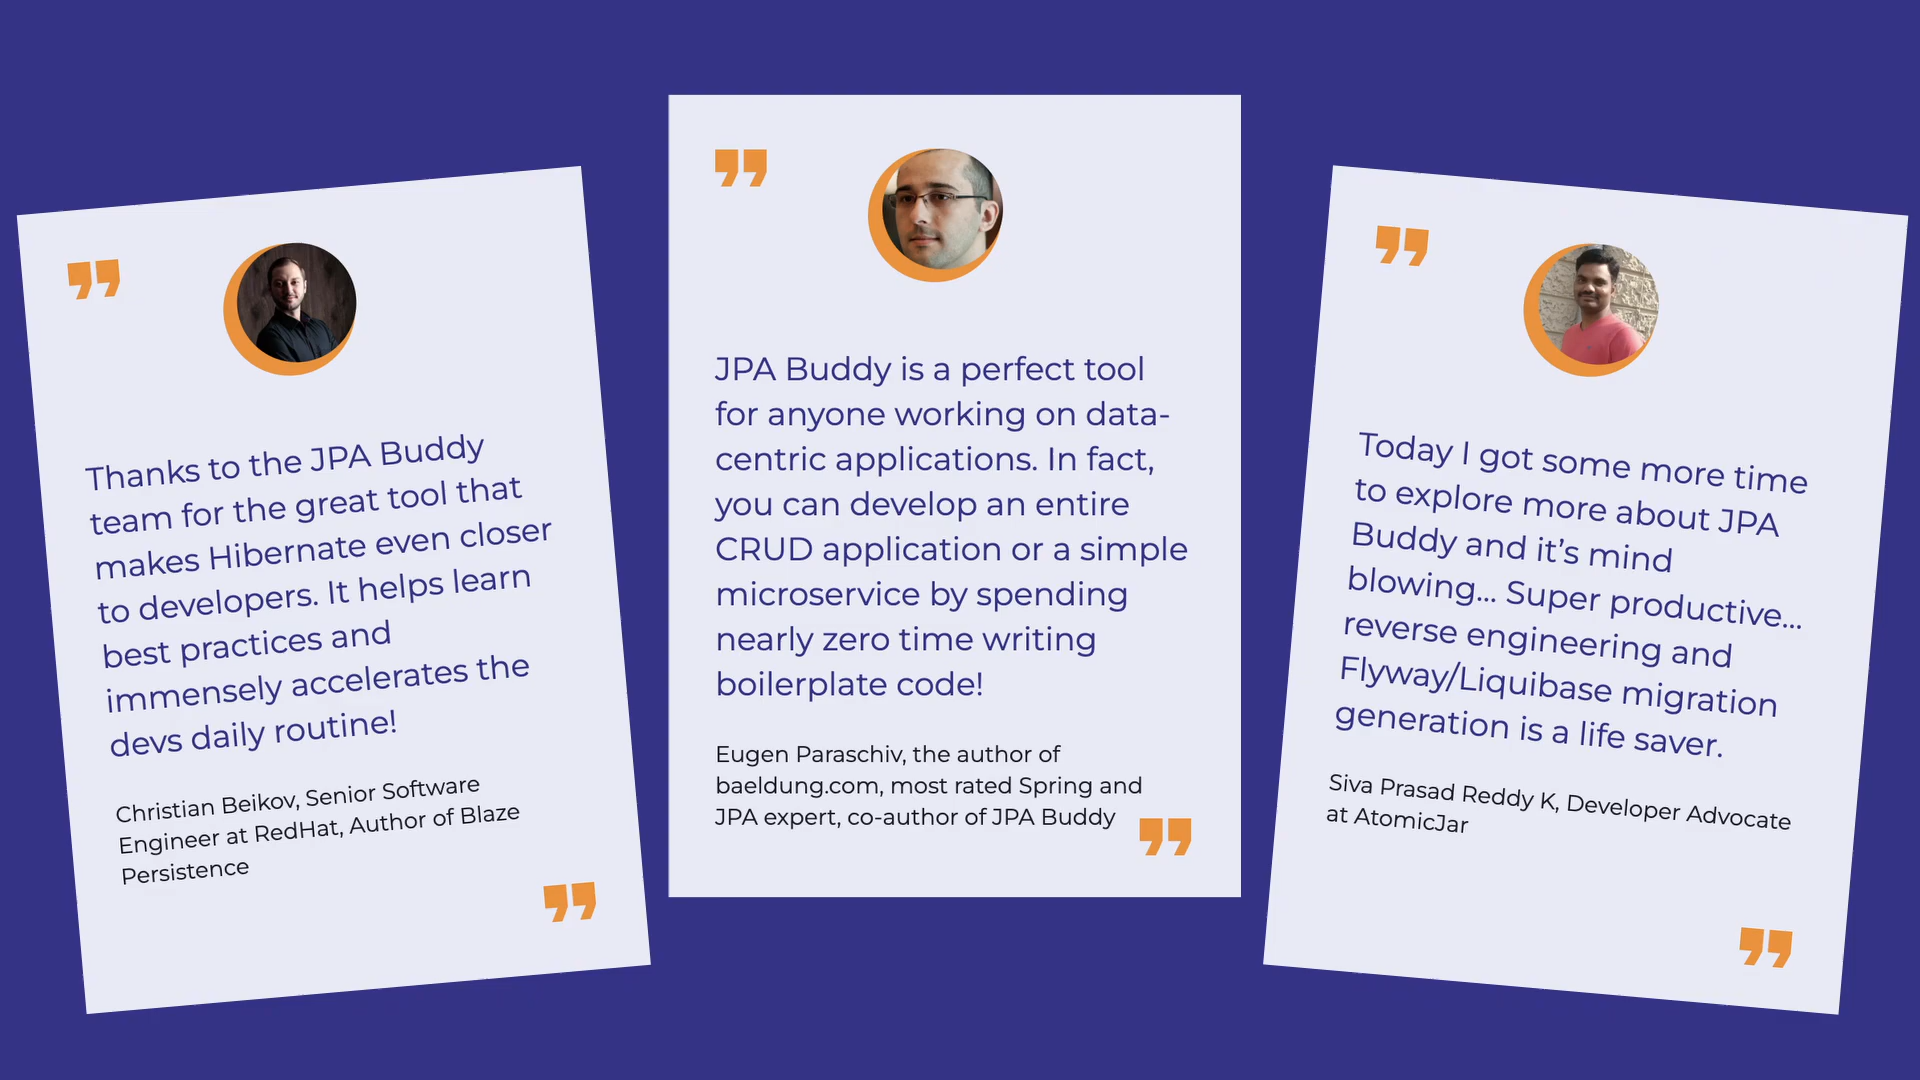 Thanks to the JPA Buddy
team for the great tool that
makes Hibernate even closer
to developers. It helps learn
best practices and
immensely accelerates the
devs daily routine!
Christian Beikov, Senior Software
Engineer at RedHat, Author of Blaze
Persistence
JPA Buddy is a perfect tool
for anyone working on data-
centric applications. In fact,
you can develop an entire
CRUD application or a simple
microservice by spending
nearly zero time writing
boilerplate code!
Eugen Paraschiv, the author of
baeldung.com, most rated Spring and
JPA expert, co-author of JPA Buddy
Today I got some more time
to explore more about JPA
Buddy and it’s mind
blowing... Super productive...
reverse engineering and
Flyway/Liquibase migration
generation is a life saver.
Siva Prasad Reddy K, Developer Advocate
at AtomicJar